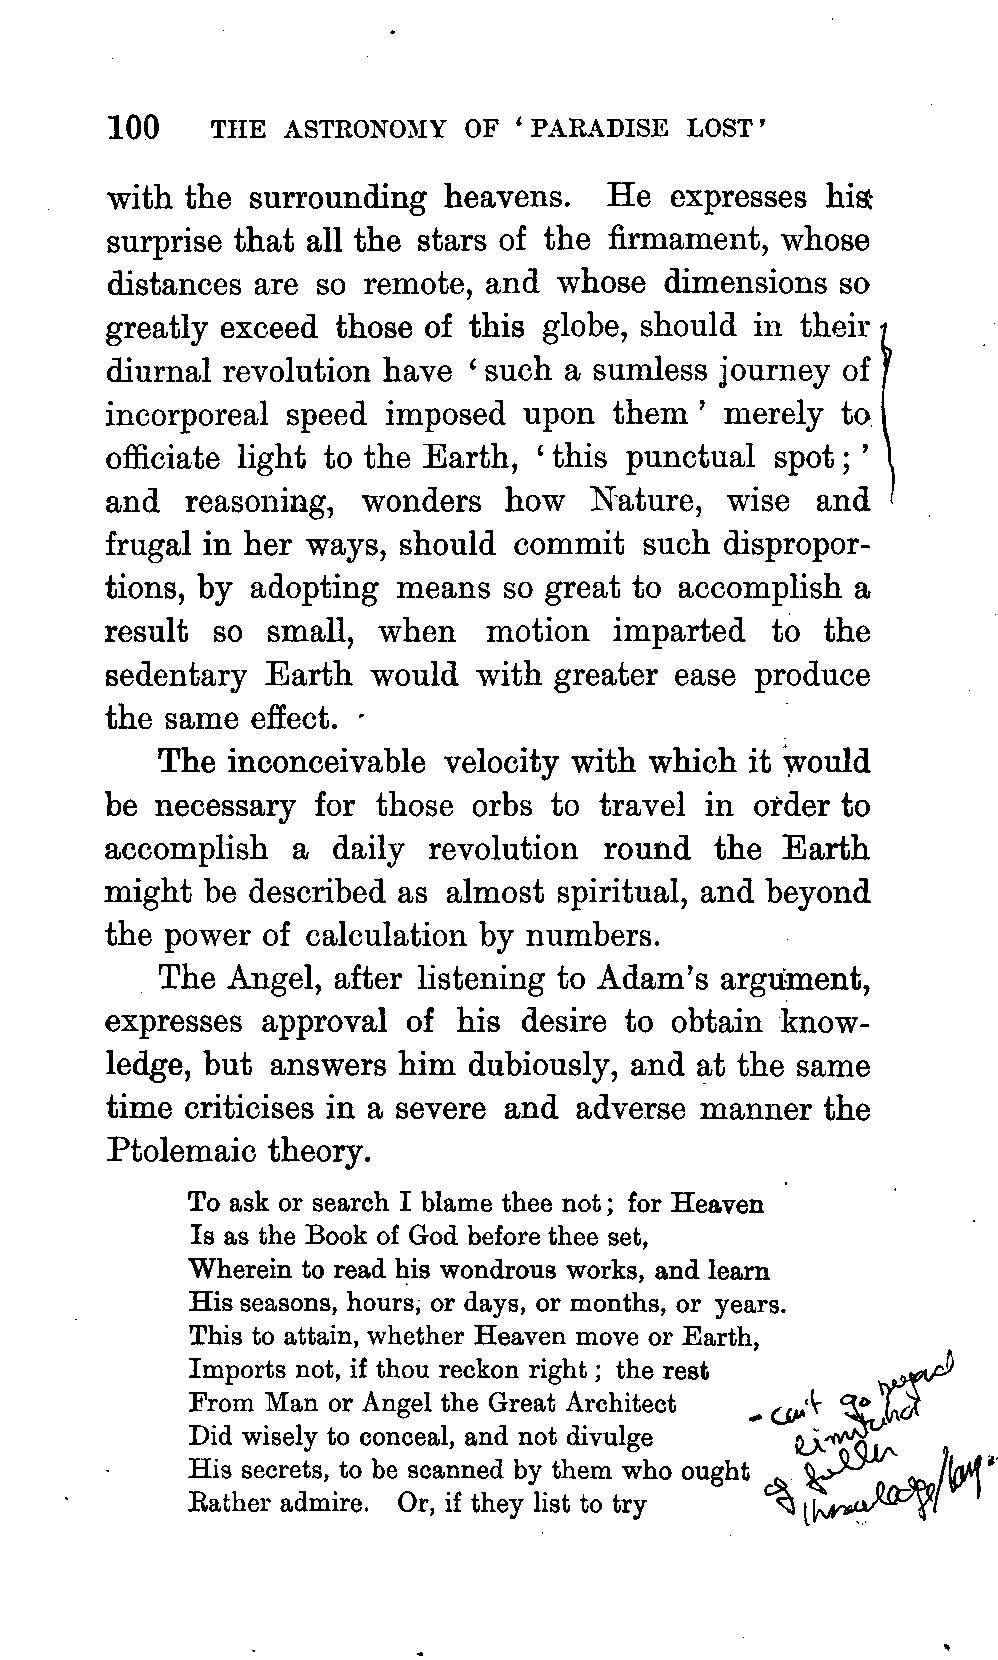 100 THE ASTRONOMY OF ‘PARADISE LOST’
with the surrounding heavens. He expresses his
surprise that all the stars of the firmament, whose
distances are so remote, and whose dimensions so
greatly exceed those of this globe, should in their
diurnal revolution have ‘such a sumless journey of
incorporeal speed imposed upon them’ merely to
officiate light to the Earth, ‘this punctual spot;’
and reasoning, wonders how Nature, wise and
frugal in her ways, should commit such dispropor-
tions, by adopting means so great to accomplish a
result so small, when motion imparted to the
sedentary Earth would with greater ease produce
the same effect.
The inconceivable velocity with which it would
be necessary for those orbs to travel in order to
accomplish a daily revolution round the Earth
might be described as almost spiritual, and beyond
the power of calculation by numbers.
The Angel, after listening to Adam’s argument,
expresses approval of his desire to obtain know-
ledge, but answers him dubiously, and at the same
time criticises in a severe and adverse manner the
Ptolemaic theory.
To ask or search I blame thee not; for Heaven
Is as the Book of God before thee set,
Wherein to read his wondrous works, and learn
His seasons, hours, or days, or months, or years.
This to attain, whether Heaven move or Earth,
Imports not, if thou reckon right; the rest
From Man or Angel the Great Architect
Did wisely to conceal, and not divulge
His secrets, to be scanned by them who ought
Rather admire. Or, if they list to try
- can't go
of fallen